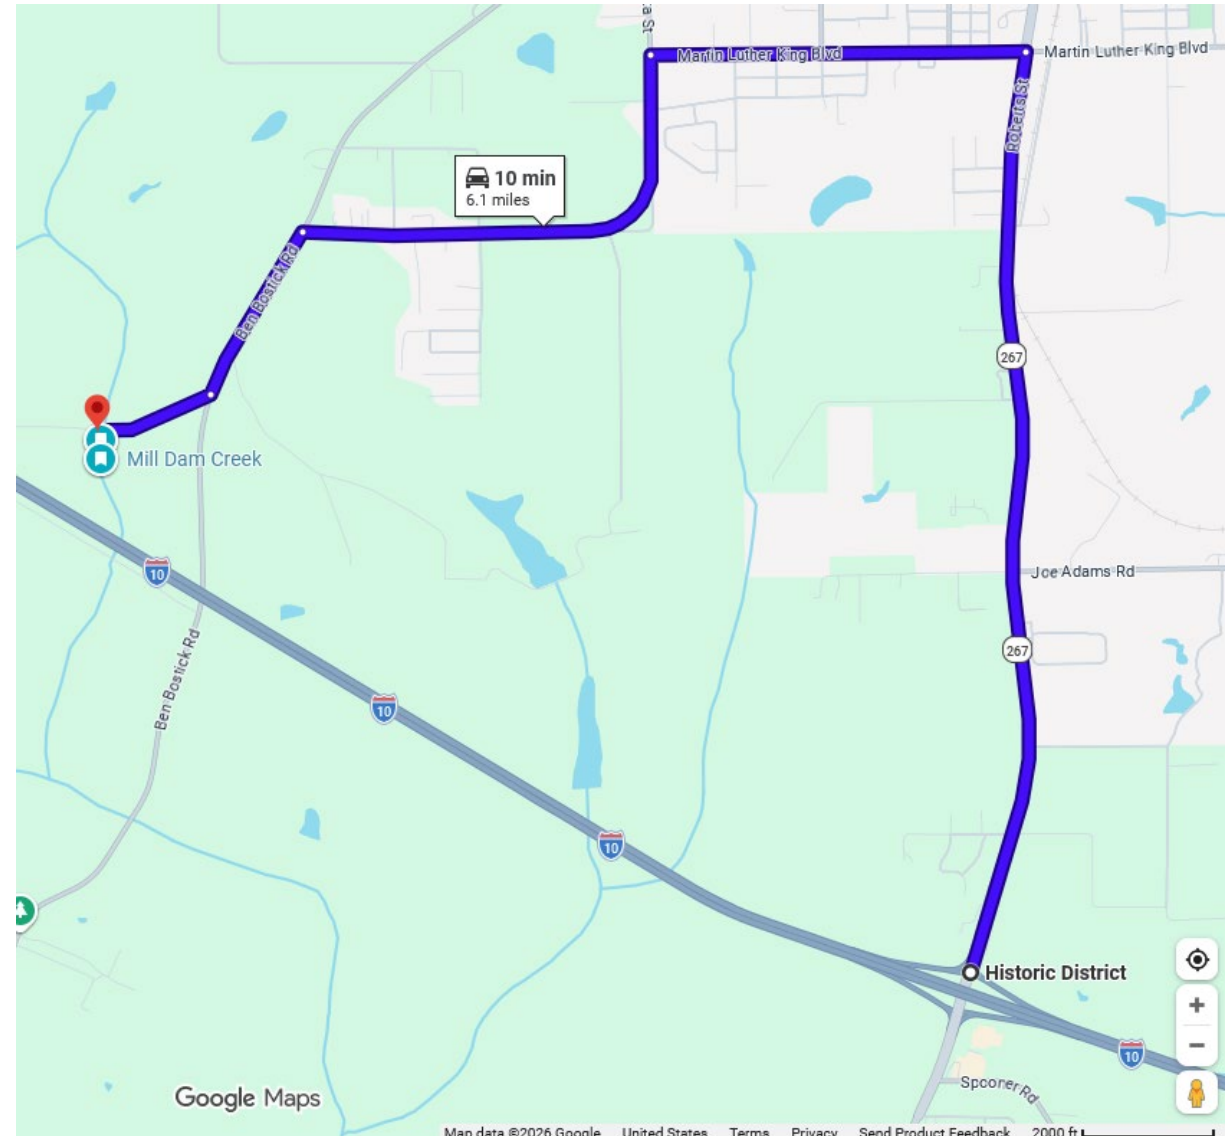 a St
Martin Luther King Blvd
Martin Luther King Blvd
Roberts St
10 min
6.1 miles
Ben Bostick Rd
267
Mill Dam Creek
10
Joe Adams Rd
267
Ben Bostick Rd
10
10
Historic District
10
Spooner Rd
Google Maps
Map data ©2026 Google United States Terms Privacy Send Product Feedback 2000 ft